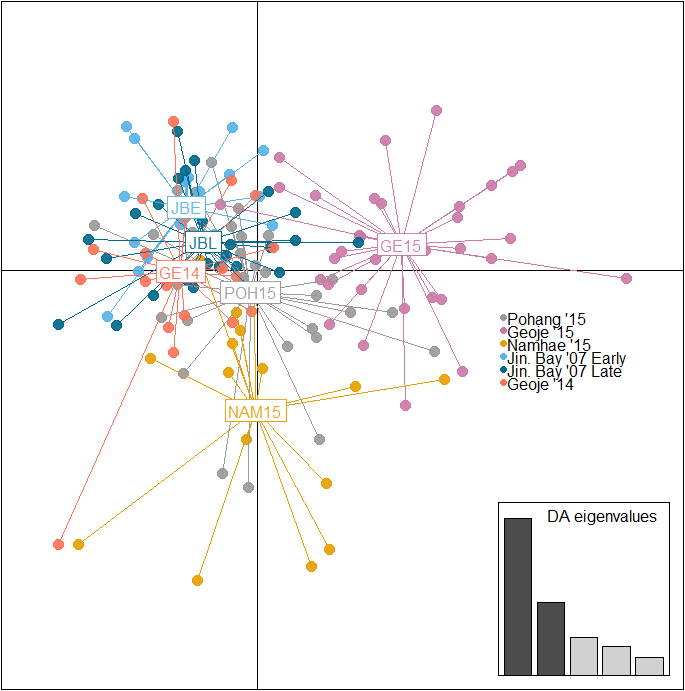 JBE
JBL
GE15
GE14
POH15
Pohang '15
Geoje '15
Namhae '15
Jin. Bay '07 Early
Jin. Bay '07 Late
Geoje '14
NAM15
DA eigenvalues